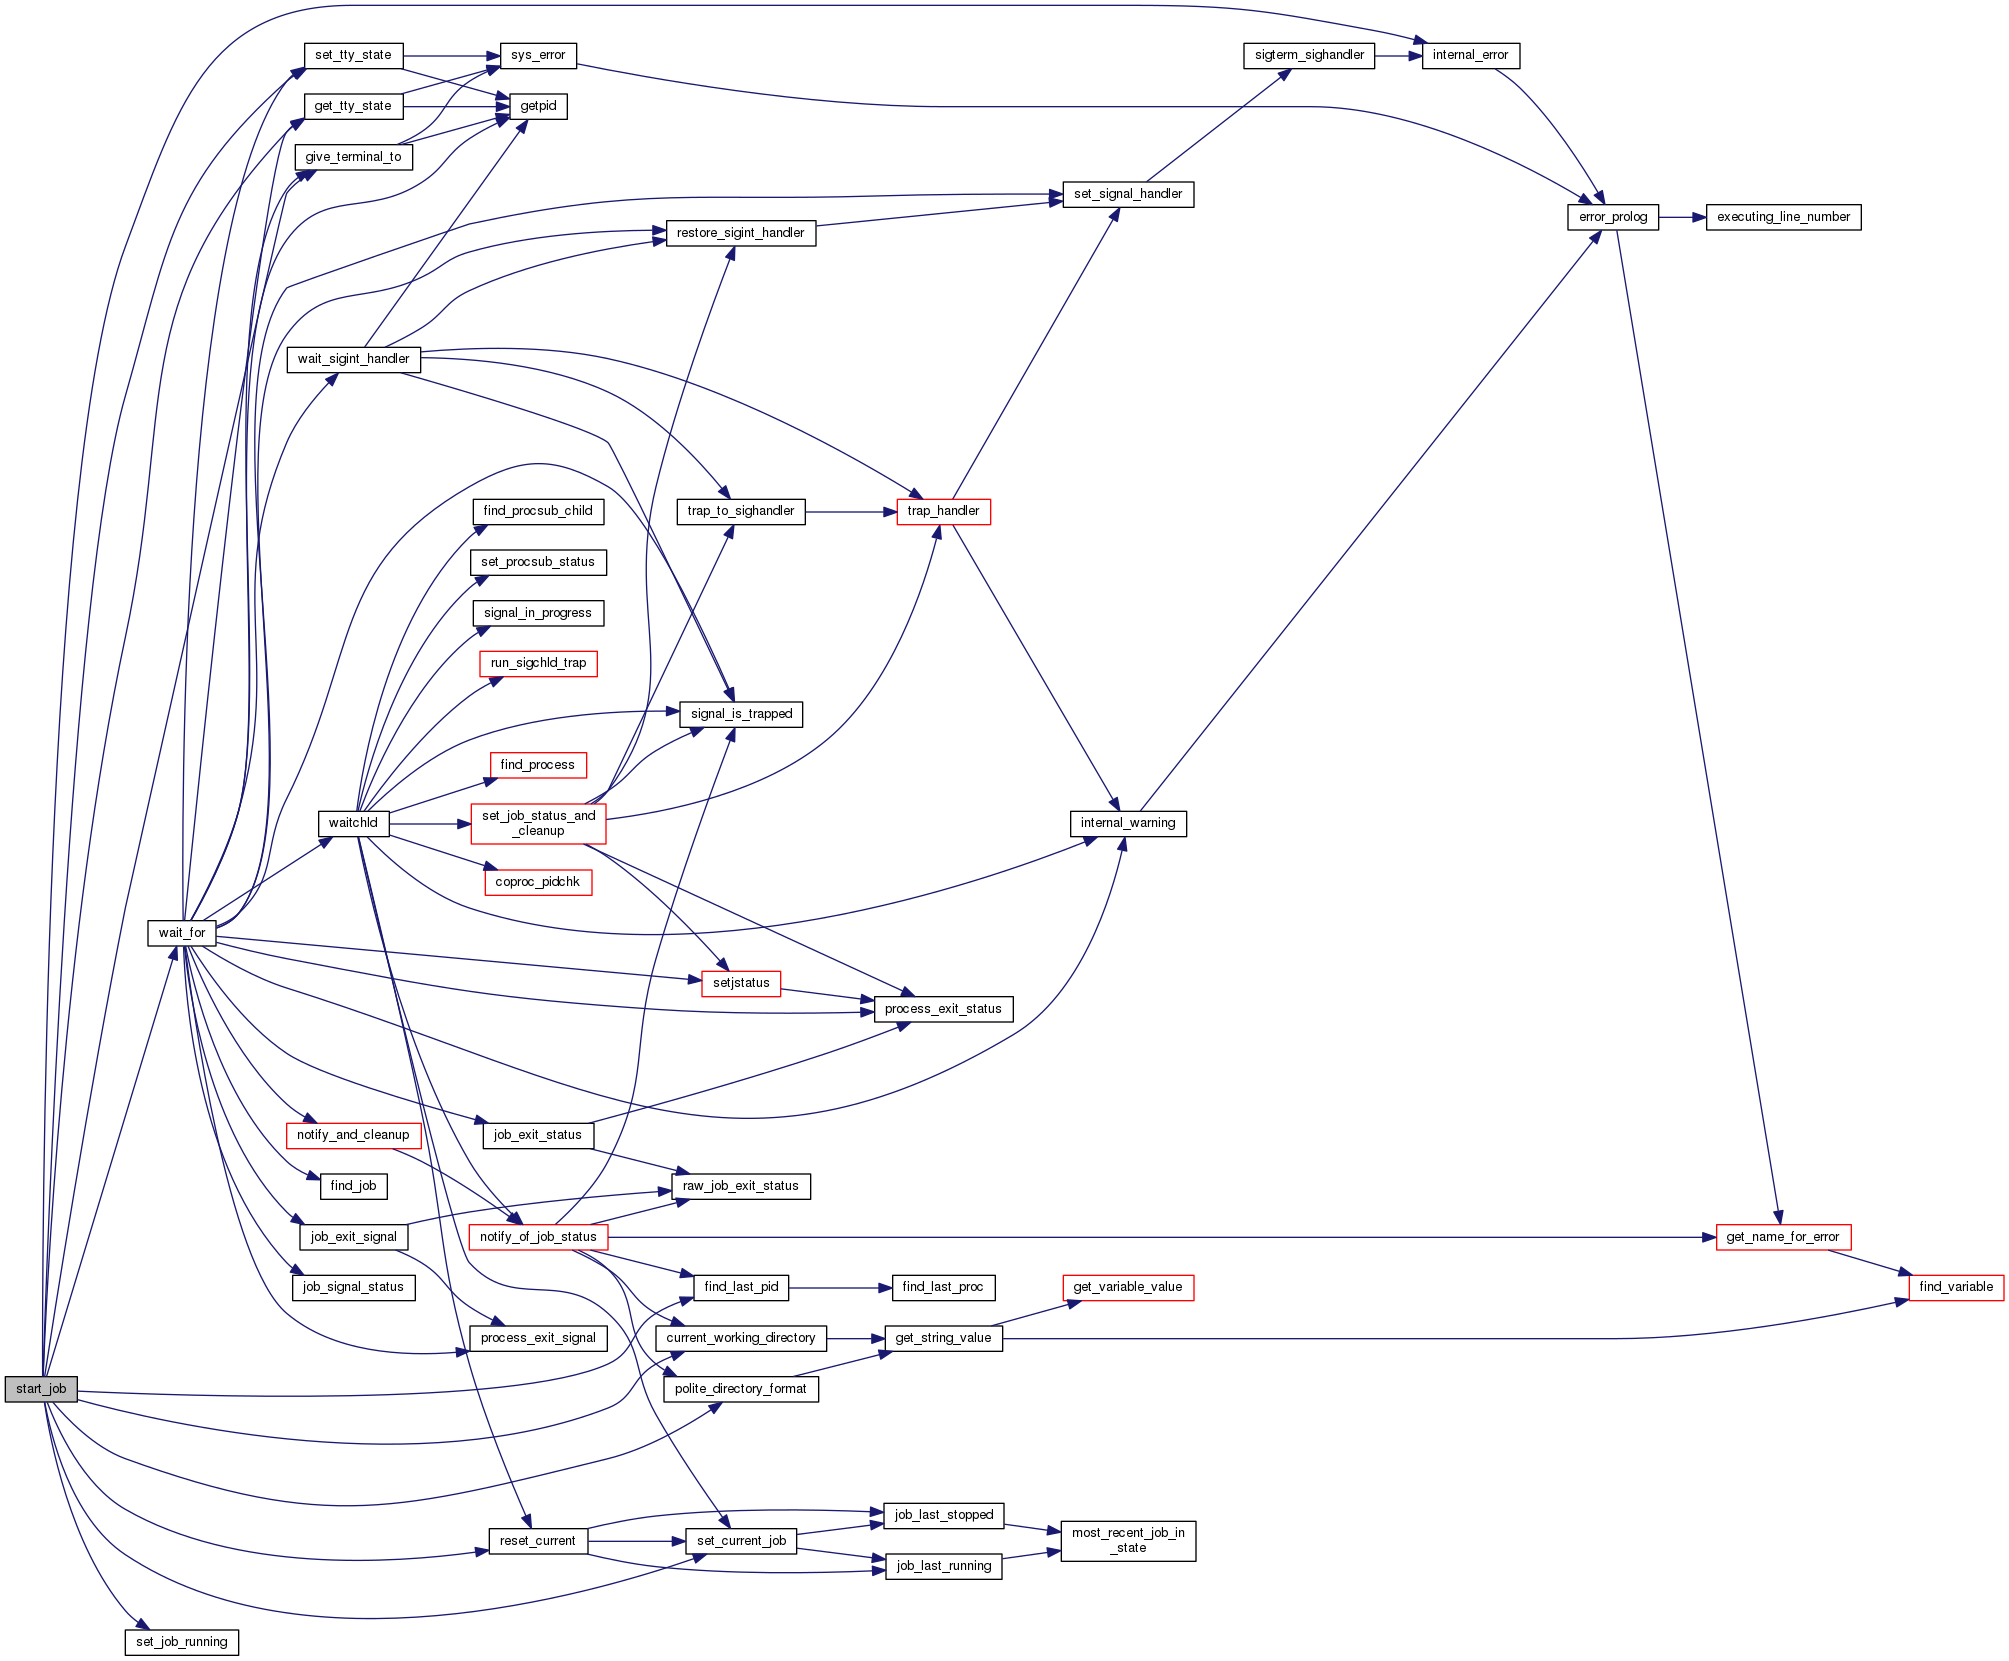 set_tty_state
sys_error
sigterm_sighandler
internal_error
get_tty_state
getpid
give_terminal_to
set_signal_handler
error_prolog
executing_line_number
restore_sigint_handler
wait_sigint_handler
find_procsub_child
trap_to_sighandler
trap_handler
set_procsub_status
signal_in_progress
run_sigchld_trap
signal_is_trapped
find_process
waitchld
set_job_status_and
_cleanup
internal_warning
coproc_pidchk
wait_for
setjstatus
process_exit_status
notify_and_cleanup
job_exit_status
find_job
raw_job_exit_status
job_exit_signal
notify_of_job_status
get_name_for_error
job_signal_status
find_last_pid
find_last_proc
get_variable_value
find_variable
process_exit_signal
current_working_directory
get_string_value
start_job
polite_directory_format
job_last_stopped
reset_current
set_current_job
most_recent_job_in
_state
job_last_running
set_job_running